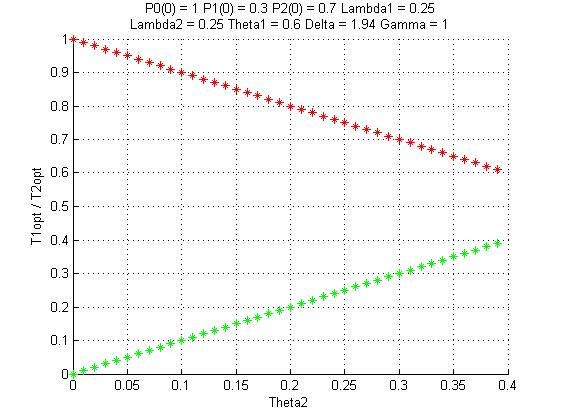 P0(0) = 1 P1(0) = 0.3 P2(0) = 0.7 Lambda1 = 0.25
Lambda2 = 0.25 Theta1 = 0.6 Delta = 1.94 Gamma = 1
1
0.9
0.8
0.7
0.6
0.5
0.4
0.3
0.2
0.1
0
T1opt / T2opt
0 0.05 0.1 0.15 0.2 0.25 0.3 0.35 0.4
Theta2